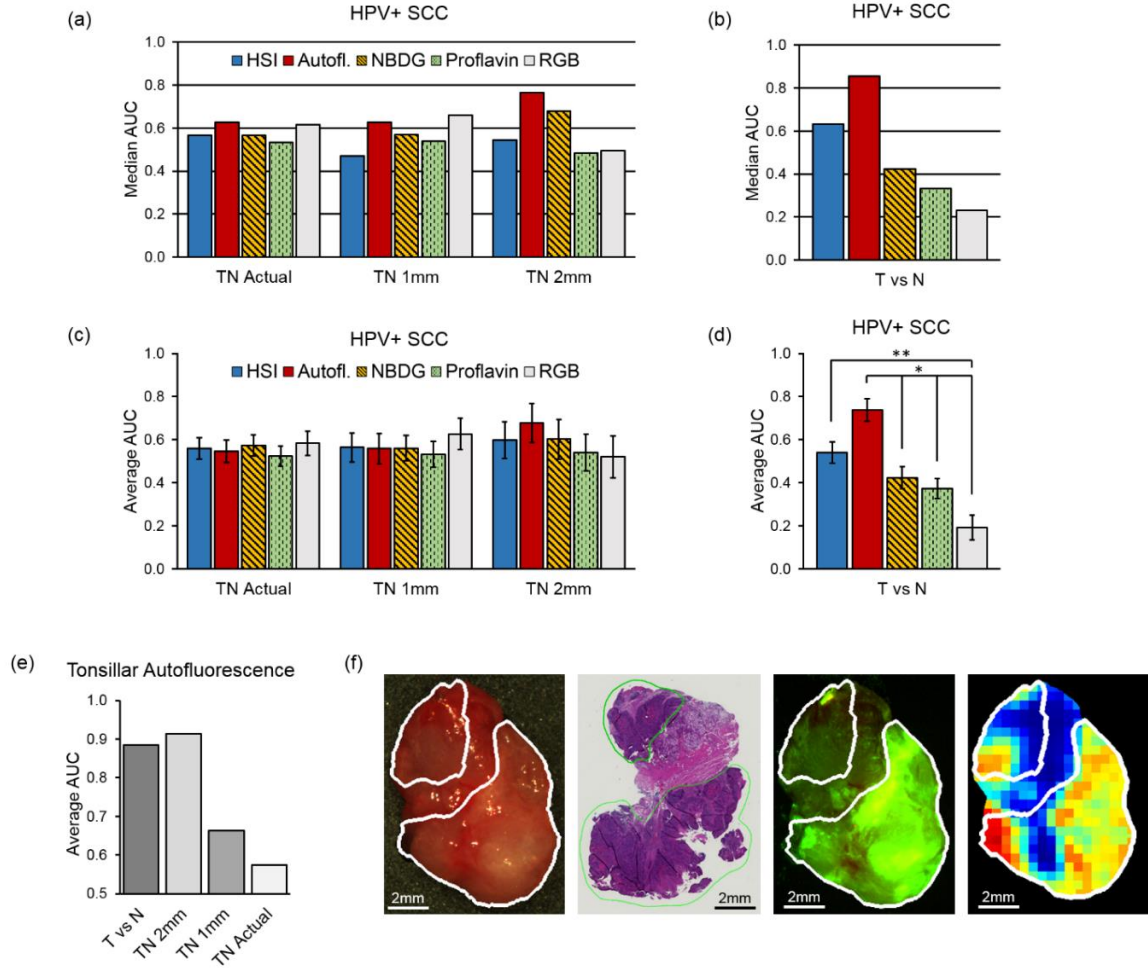 (a)
HPV+ SCC
1.0
0.8
0.6
0.4
0.2
0.0
Median AUC
HSI Autofl. NBDG Proflavin RGB
TN Actual TN 1mm TN 2mm
(b)
HPV+ SCC
1.0
0.8
0.6
0.4
0.2
0.0
Median AUC
T vs N
(c)
HPV+ SCC
1.0
0.8
0.6
0.4
0.2
0.0
Average AUC
HSI Autofl. NBDG Proflavin RGB
TN Actual TN 1mm TN 2mm
(d)
HPV+ SCC
1.0
0.8
0.6
0.4
0.2
0.0
Average AUC
**
*
T vs N
(e)
Tonsillar Autofluorescence
1.0
0.9
0.8
0.7
0.6
0.5
Average AUC
T vs N
TN 2mm
TN 1mm
TN Actual
(f)
2mm
2mm
2mm
2mm